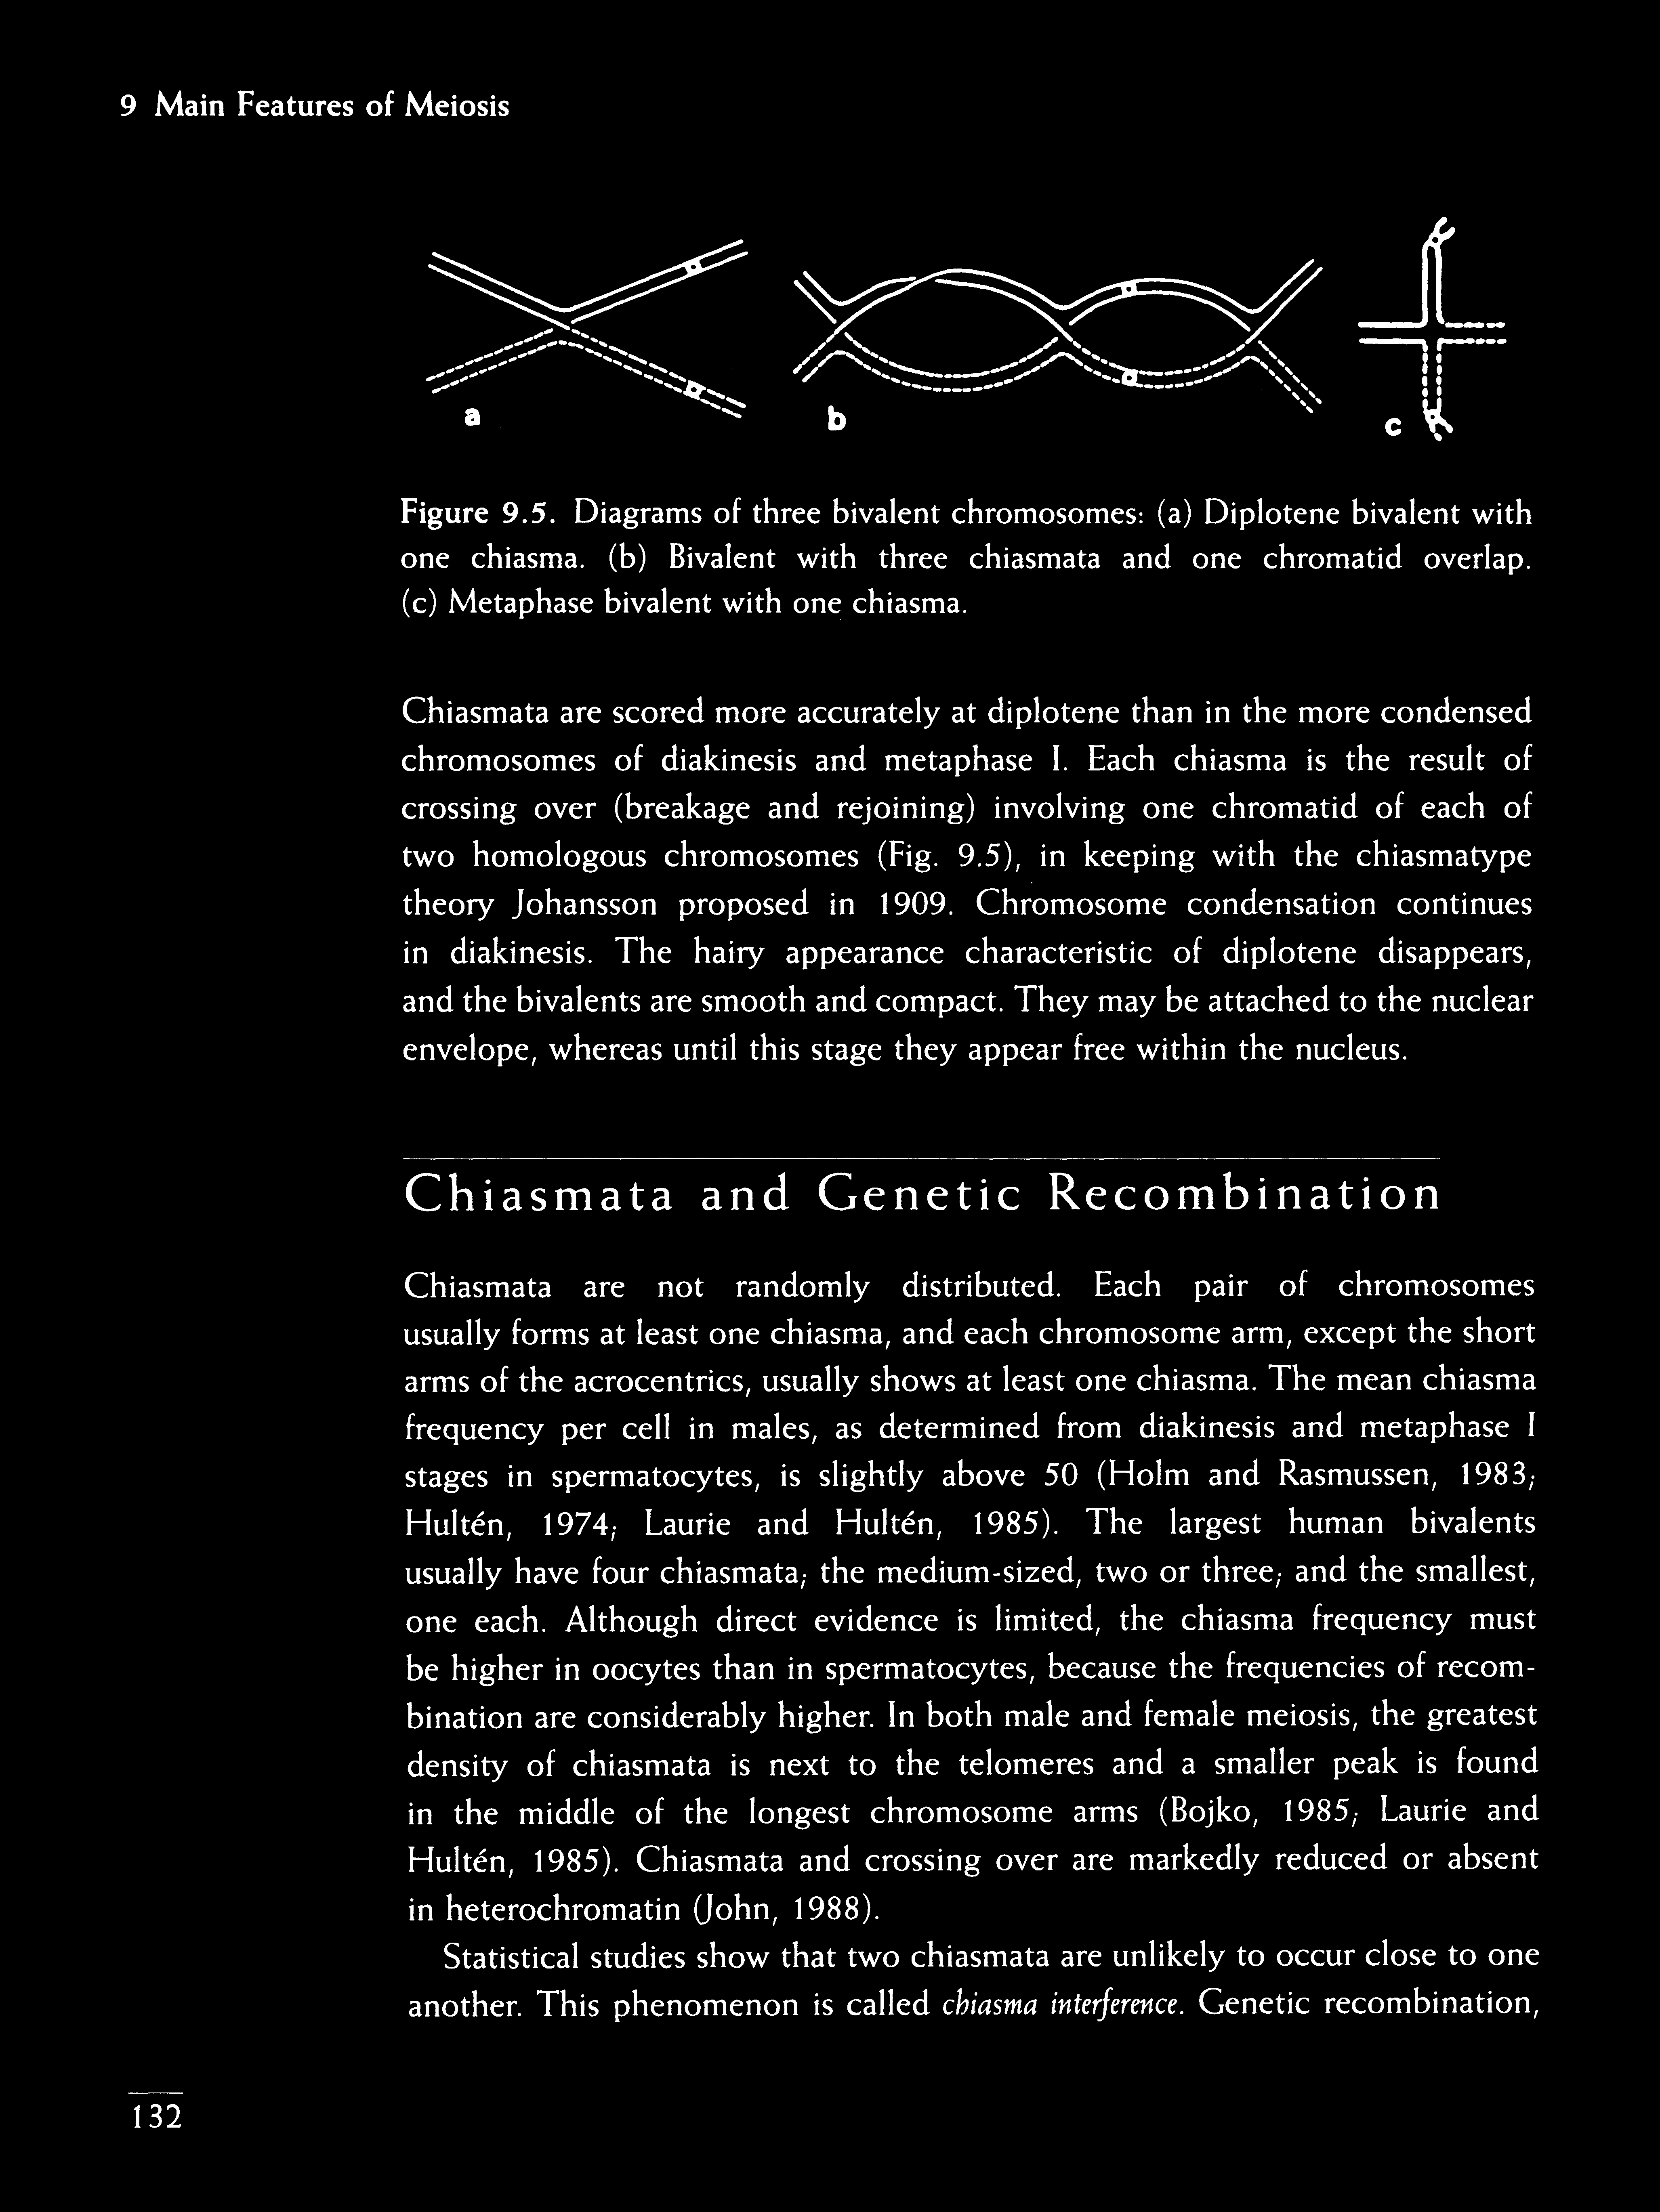 9 Main Features of Meiosis
a
b
c
Figure 9.5. Diagrams of three bivalent chromosomes: (a) Diplotene bivalent with
one chiasma. (b) Bivalent with three chiasmata and one chromatid overlap.
(c) Metaphase bivalent with one chiasma.
Chiasmata are scored more accurately at diplotene than in the more condensed
chromosomes of diakinesis and metaphase I. Each chiasma is the result of
crossing over (breakage and rejoining) involving one chromatid of each of
two homologous chromosomes (Fig. 9.5), in keeping with the chiasmatype
theory Johansson proposed in 1909. Chromosome condensation continues
in diakinesis. The hairy appearance characteristic of diplotene disappears,
and the bivalents are smooth and compact. They may be attached to the nuclear
envelope, whereas until this stage they appear free within the nucleus.
Chiasmata and Genetic Recombination
Chiasmata are not randomly distributed. Each pair of chromosomes
usually forms at least one chiasma, and each chromosome arm, except the short
arms of the acrocentrics, usually shows at least one chiasma. The mean chiasma
frequency per cell in males, as determined from diakinesis and metaphase I
stages in spermatocytes, is slightly above 50 (Holm and Rasmussen, 1983;
Hultén, 1974; Laurie and Hultén, 1985). The largest human bivalents
usually have four chiasmata; the medium-sized, two or three; and the smallest,
one each. Although direct evidence is limited, the chiasma frequency must
be higher in oocytes than in spermatocytes, because the frequencies of recom-
bination are considerably higher. In both male and female meiosis, the greatest
density of chiasmata is next to the telomeres and a smaller peak is found
in the middle of the longest chromosome arms (Bojko, 1985; Laurie and
Hultén, 1985). Chiasmata and crossing over are markedly reduced or absent
in heterochromatin (John, 1988).
Statistical studies show that two chiasmata are unlikely to occur close to one
another. This phenomenon is called chiasma interference. Genetic recombination,
132